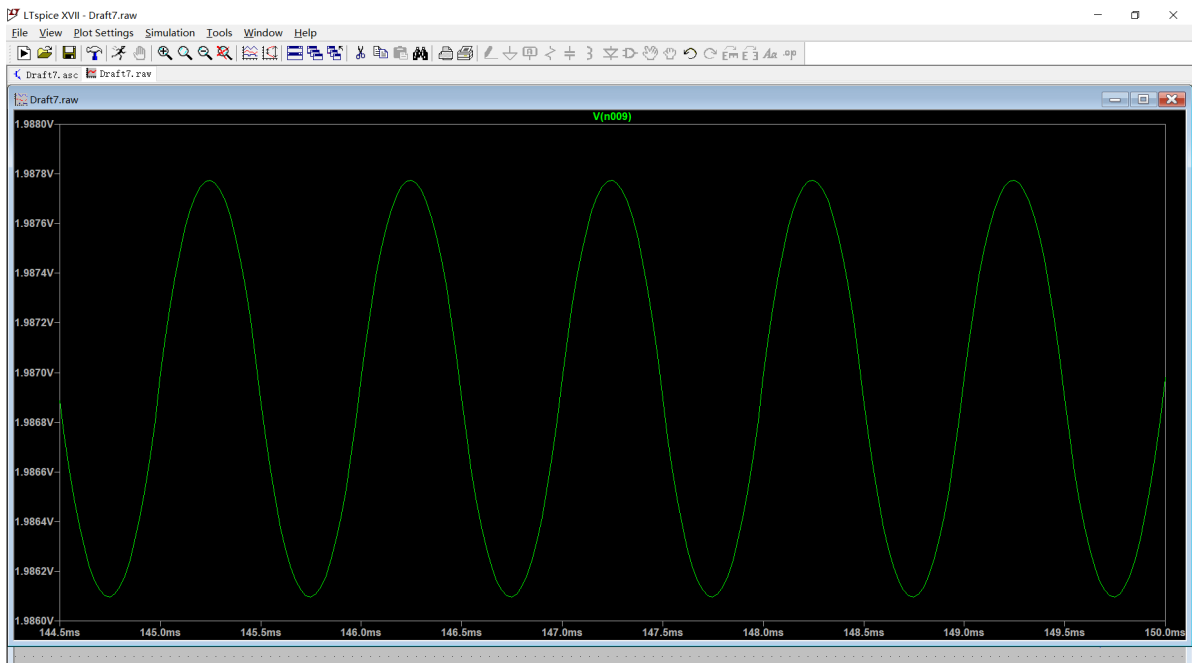 LTspice XVII - Draft7.raw
File View Plot Settings Simulation Tools Window Help
Draft7.asc Draft7.raw
Draft7.raw
V(n009)
1.9880V
1.9878V
1.9876V
1.9874V
1.9872V
1.9870V
1.9868V
1.9866V
1.9864V
1.9862V
1.9860V
144.5ms 145.0ms 145.5ms 146.0ms 146.5ms 147.0ms 147.5ms 148.0ms 148.5ms 149.0ms 149.5ms 150.0ms